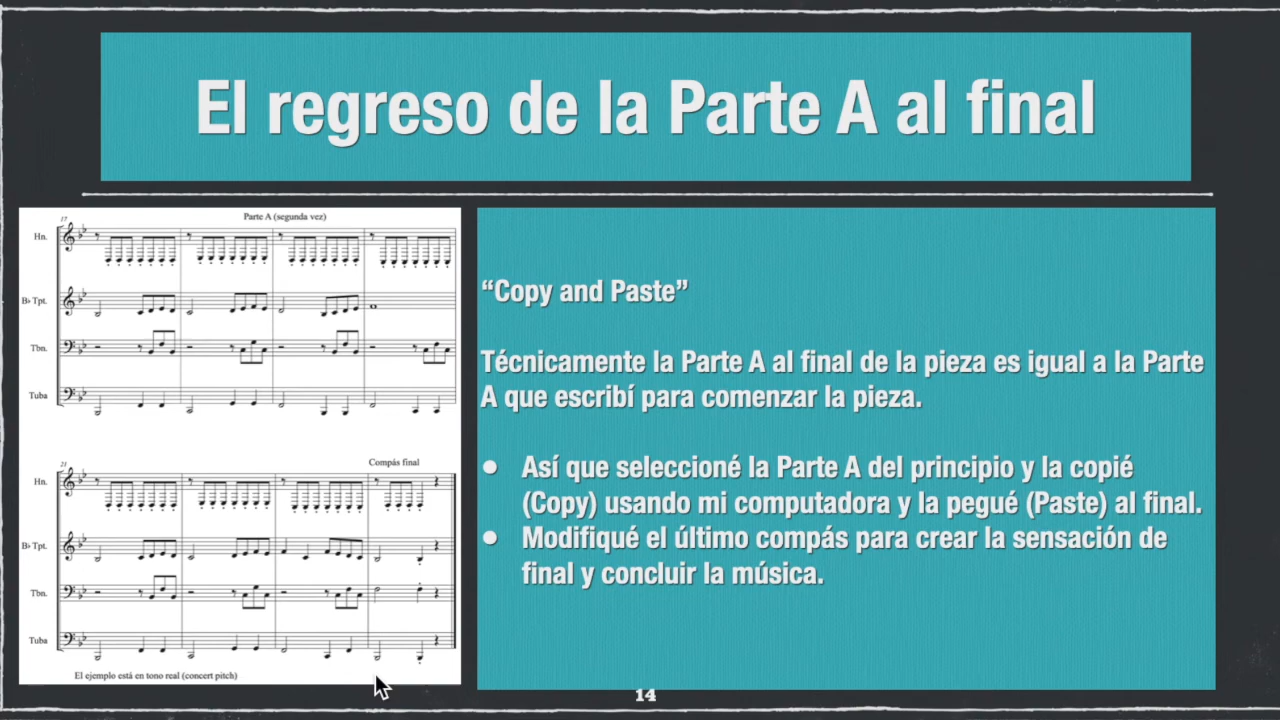 El regreso de la Parte A al final
17
Parte A (segunda vez)
Hn.
B♭ Tpt.
Tbn.
Tuba
21
Compás final
Hn.
B♭ Tpt.
Tbn.
Tuba
El ejemplo está en tono real (concert pitch)
“Copy and Paste”
Técnicamente la Parte A al final de la pieza es igual a la Parte
A que escribí para comenzar la pieza.
● Así que seleccioné la Parte A del principio y la copié
(Copy) usando mi computadora y la pegué (Paste) al final.
● Modifiqué el último compás para crear la sensación de
final y concluir la música.
14